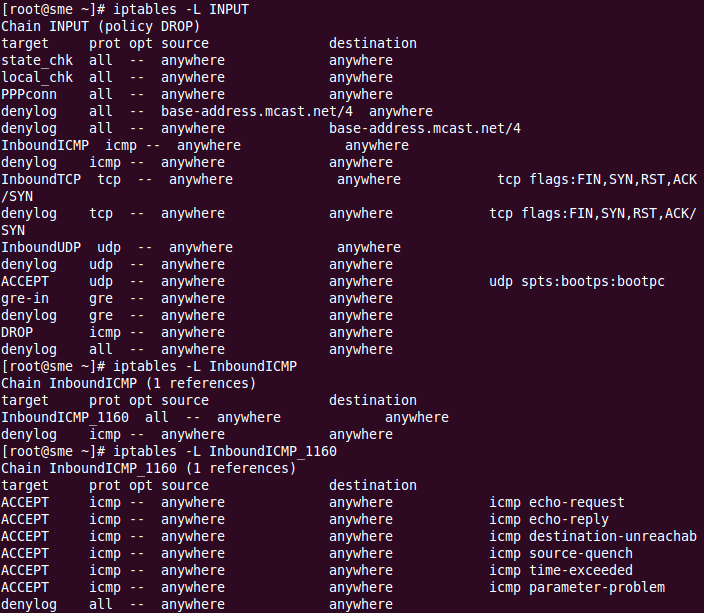 [root@sme ~]# iptables -L INPUT
Chain INPUT (policy DROP)
target     prot opt source               destination
state_chk  all  --  anywhere             anywhere
local_chk  all  --  anywhere             anywhere
PPPconn    all  --  anywhere             anywhere
denylog    all  --  base-address.mcast.net/4  anywhere
denylog    all  --  anywhere             base-address.mcast.net/4
InboundICMP  icmp --  anywhere             anywhere
denylog    icmp --  anywhere             anywhere
InboundTCP  tcp  --  anywhere             anywhere            tcp flags:FIN,SYN,RST,ACK
/SYN
denylog    tcp  --  anywhere             anywhere            tcp flags:FIN,SYN,RST,ACK/
SYN
InboundUDP  udp  --  anywhere             anywhere
denylog    udp  --  anywhere             anywhere
ACCEPT     udp  --  anywhere             anywhere            udp spts:bootps:bootpc
gre-in     gre  --  anywhere             anywhere
denylog    gre  --  anywhere             anywhere
DROP       icmp --  anywhere             anywhere
denylog    all  --  anywhere             anywhere
[root@sme ~]# iptables -L InboundICMP
Chain InboundICMP (1 references)
target     prot opt source               destination
InboundICMP_1160  all  --  anywhere             anywhere
denylog    icmp --  anywhere             anywhere
[root@sme ~]# iptables -L InboundICMP_1160
Chain InboundICMP_1160 (1 references)
target     prot opt source               destination
ACCEPT     icmp --  anywhere             anywhere            icmp echo-request
ACCEPT     icmp --  anywhere             anywhere            icmp echo-reply
ACCEPT     icmp --  anywhere             anywhere            icmp destination-unreachab
ACCEPT     icmp --  anywhere             anywhere            icmp source-quench
ACCEPT     icmp --  anywhere             anywhere            icmp time-exceeded
ACCEPT     icmp --  anywhere             anywhere            icmp parameter-problem
denylog    all  --  anywhere             anywhere